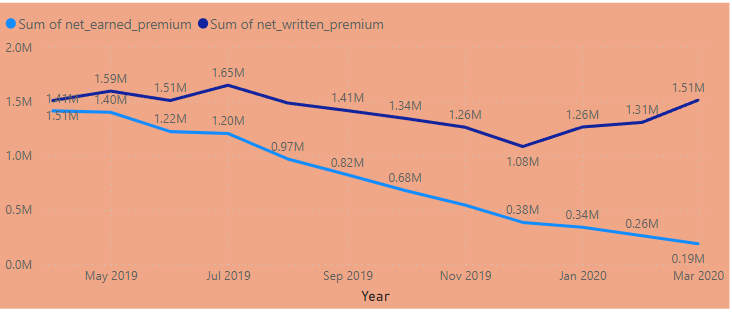 Sum of net_earned_premium Sum of net_written_premium
2.0M
1.65M
1.59M
1.51M
1.51M
1.5M
1.41M
1.40M
1.41M
1.34M
1.31M
1.26M
1.26M
1.51M
1.22M
1.20M
1.08M
1.0M
0.97M
0.82M
0.68M
0.5M
0.38M
0.34M
0.26M
0.19M
0.0M
May 2019 Jul 2019 Sep 2019 Nov 2019 Jan 2020 Mar 2020
Year